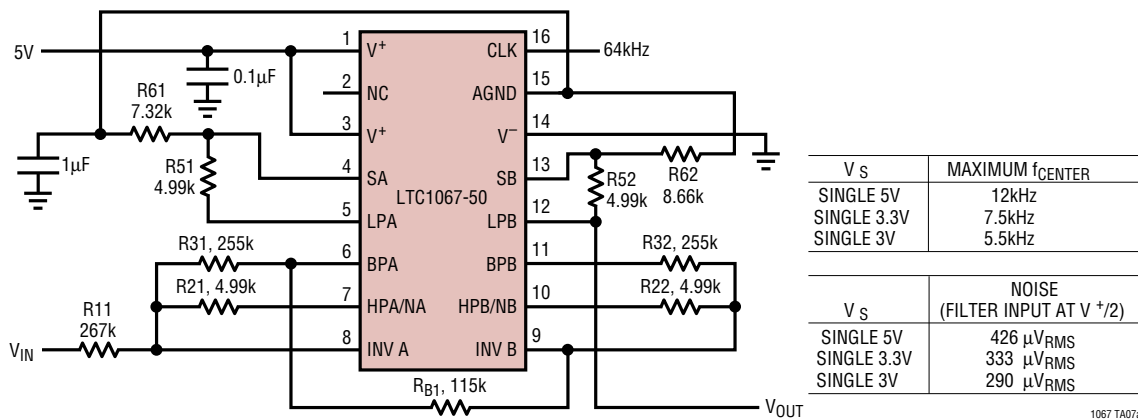 5V
0.1μF
R61
7.32k
1μF
R51
4.99k
R31, 255k
R21, 4.99k
R11
267k
VIN
1
V+
2
NC
3
V+
4
SA
5
LPA
6
BPA
7
HPA/NA
8
INV A
LTC1067-50
16
CLK
64kHz
15
AGND
14
V−
13
SB
12
LPB
11
BPB
10
HPB/NB
9
INV B
R62
8.66k
R52
4.99k
R32, 255k
R22, 4.99k
RB1, 115k
VOUT
V S MAXIMUM fCENTER
SINGLE 5V 12kHz
SINGLE 3.3V 7.5kHz
SINGLE 3V 5.5kHz
NOISE
V S (FILTER INPUT AT V +/2)
SINGLE 5V 426 μVRMS
SINGLE 3.3V 333 μVRMS
SINGLE 3V 290 μVRMS
1067 TA07a